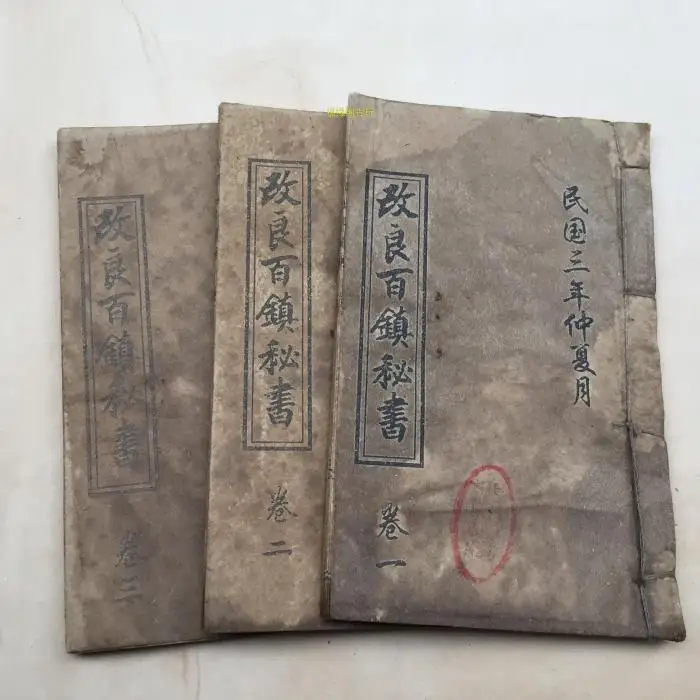 民国三年仲夏月
改良百鎮秘書
卷一
改良百鎮秘書
卷二
改良百鎮秘書
卷三